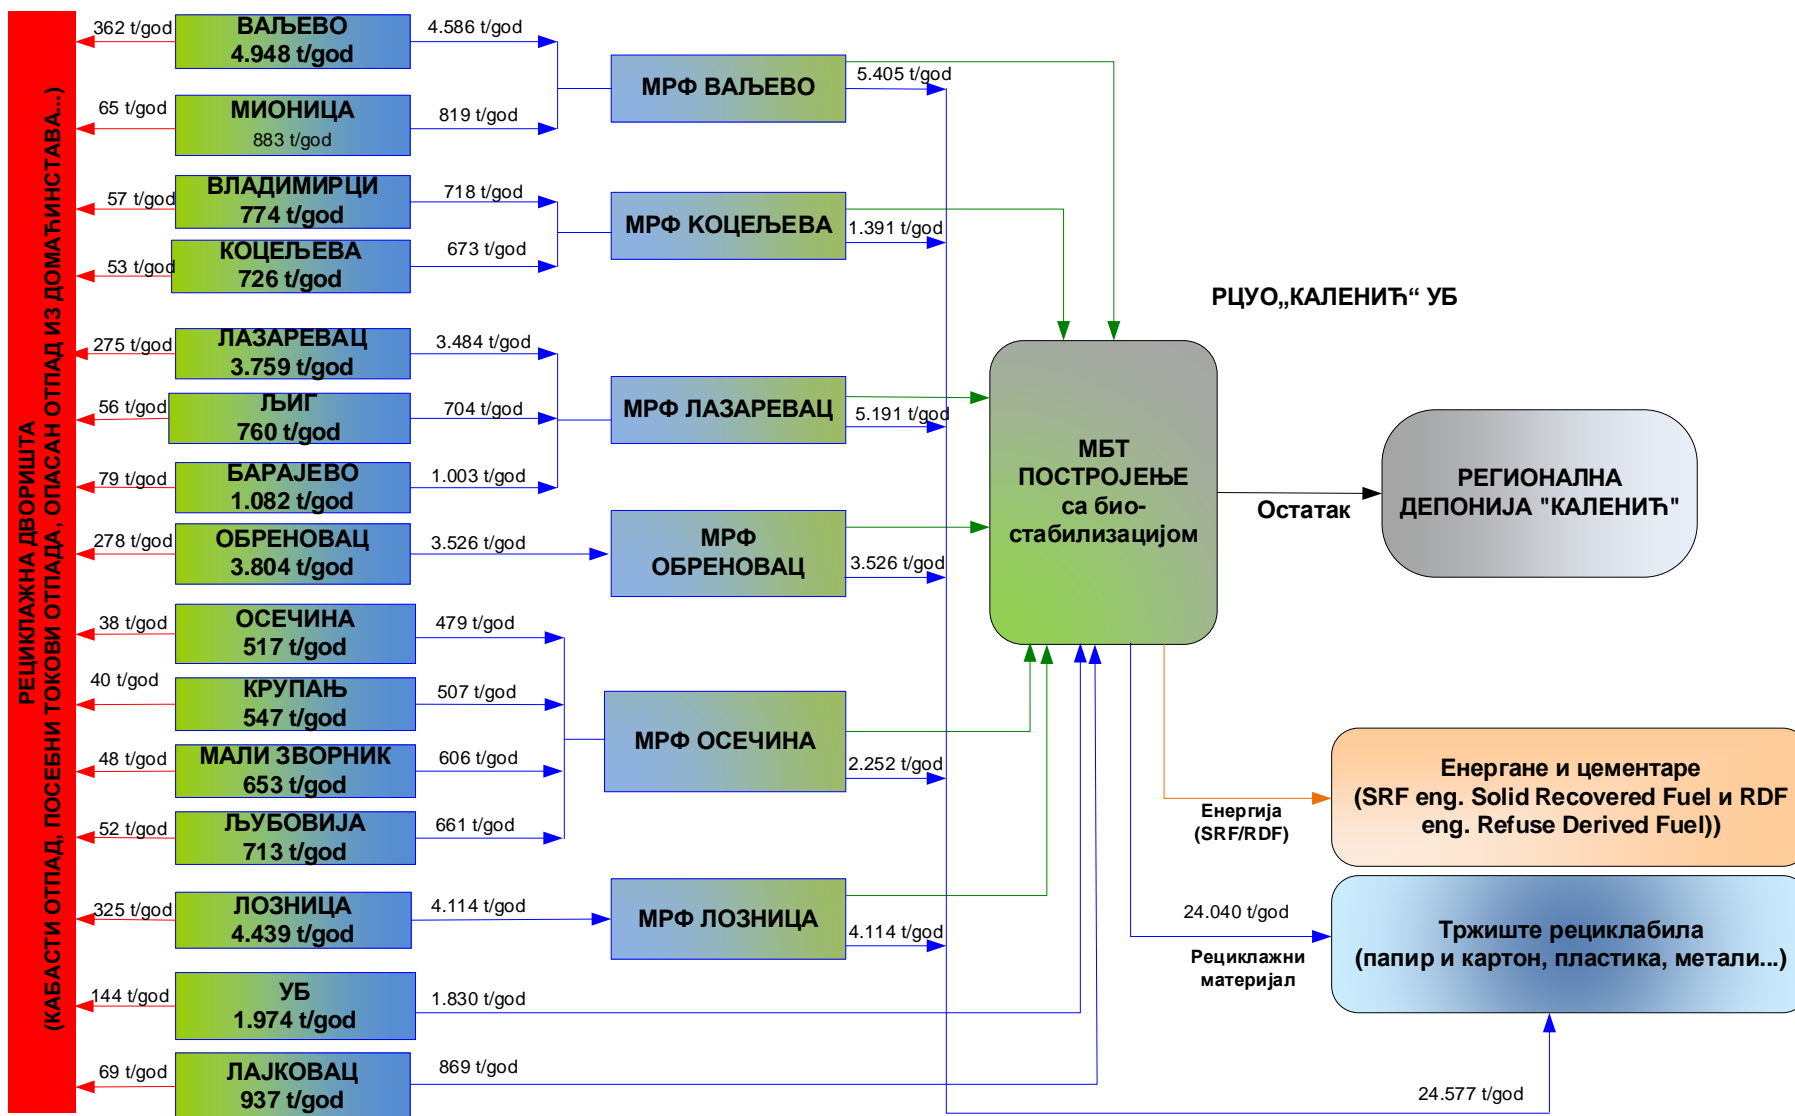 РЕЦИКЛАЖНА ДВОРИШТА
(КАБАСТИ ОТПАД, ПОСЕБНИ ТОКОВИ ОТПАДА, ОПАСАН ОТПАД ИЗ ДОМАЋИНСТАВА...)
362 t/god
ВАЉЕВО
4.948 t/god
4.586 t/god
65 t/god
МИОНИЦА
883 t/god
819 t/god
МРФ ВАЉЕВО
5.405 t/god
57 t/god
ВЛАДИМИРЦИ
774 t/god
718 t/god
53 t/god
КОЦЕЉЕВА
726 t/god
673 t/god
МРФ КОЦЕЉЕВА
1.391 t/god
275 t/god
ЛАЗАРЕВАЦ
3.759 t/god
3.484 t/god
56 t/god
ЉИГ
760 t/god
704 t/god
79 t/god
БАРАЈЕВО
1.082 t/god
1.003 t/god
МРФ ЛАЗАРЕВАЦ
5.191 t/god
278 t/god
ОБРЕНОВАЦ
3.804 t/god
3.526 t/god
МРФ
ОБРЕНОВАЦ
3.526 t/god
38 t/god
ОСЕЧИНА
517 t/god
479 t/god
40 t/god
КРУПАЊ
547 t/god
507 t/god
48 t/god
МАЛИ ЗВОРНИК
653 t/god
606 t/god
52 t/god
ЉУБОВИЈА
713 t/god
661 t/god
МРФ ОСЕЧИНА
2.252 t/god
325 t/god
ЛОЗНИЦА
4.439 t/god
4.114 t/god
МРФ ЛОЗНИЦА
4.114 t/god
144 t/god
УБ
1.974 t/god
1.830 t/god
69 t/god
ЛАЈКОВАЦ
937 t/god
869 t/god
РЦУО„КАЛЕНИЋ“ УБ
МБТ
ПОСТРОЈЕЊЕ
са био-
стабилизацијом
Остатак
РЕГИОНАЛНА
ДЕПОНИЈА "КАЛЕНИЋ"
Енергија
(SRF/RDF)
Енергане и цементаре
(SRF eng. Solid Recovered Fuel и RDF
eng. Refuse Derived Fuel))
24.040 t/god
Рециклажни
материјал
Тржиште рециклабила
(папир и картон, пластика, метали...)
24.577 t/god